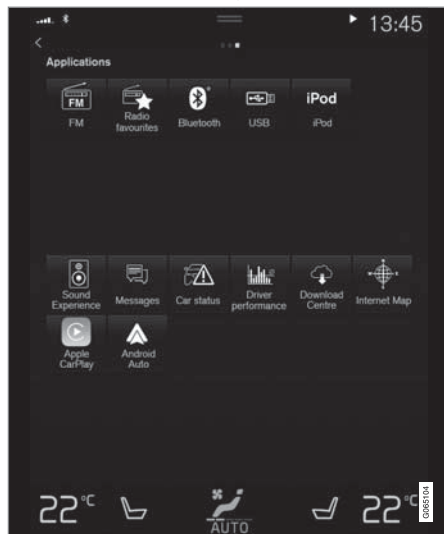 13:45
Applications
FM
FM
Radio
favourites
Bluetooth
USB
iPod
iPod
Sound
Experience
Messages
Car status
Driver
performance
Download
Centre
Internet Map
Apple
CarPlay
Android
Auto
22°C
AUTO
22°C
G065104